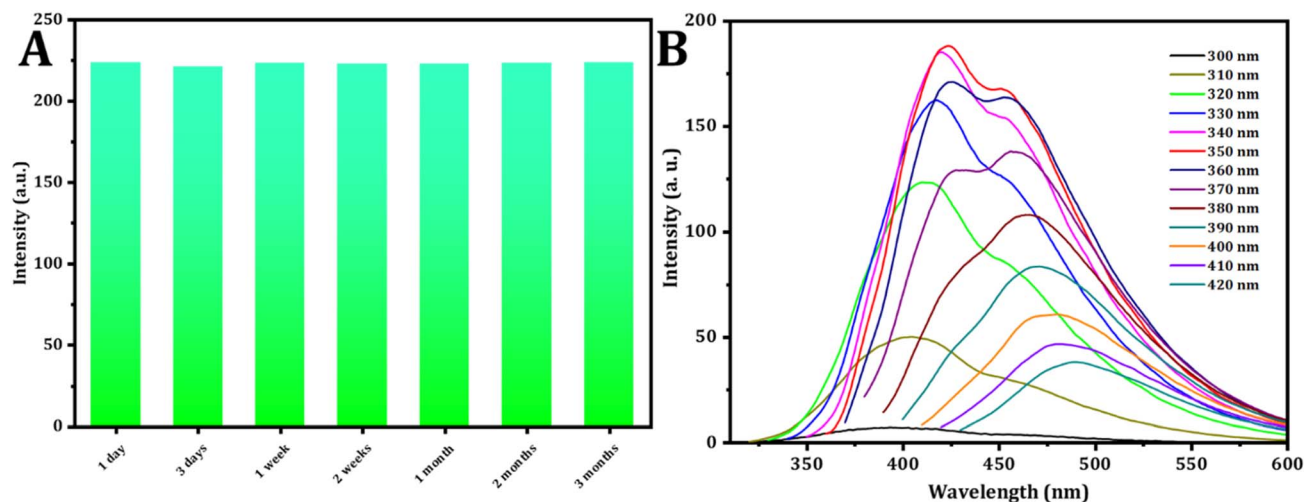 A
Intensity (a.u.)
250
200
150
100
50
0
1 day
3 days
1 week
2 weeks
1 month
2 months
3 months
B
Intensity (a. u.)
200
150
100
50
0
350
400
450
500
550
600
Wavelength (nm)
300 nm
310 nm
320 nm
330 nm
340 nm
350 nm
360 nm
370 nm
380 nm
390 nm
400 nm
410 nm
420 nm